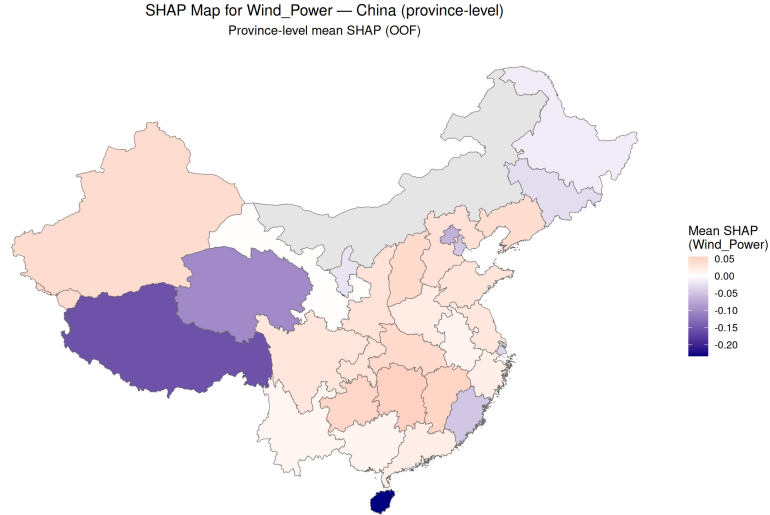 SHAP Map for Wind_Power — China (province-level)
Province-level mean SHAP (OOF)
Mean SHAP
(Wind_Power)
0.05
0.00
-0.05
-0.10
-0.15
-0.20